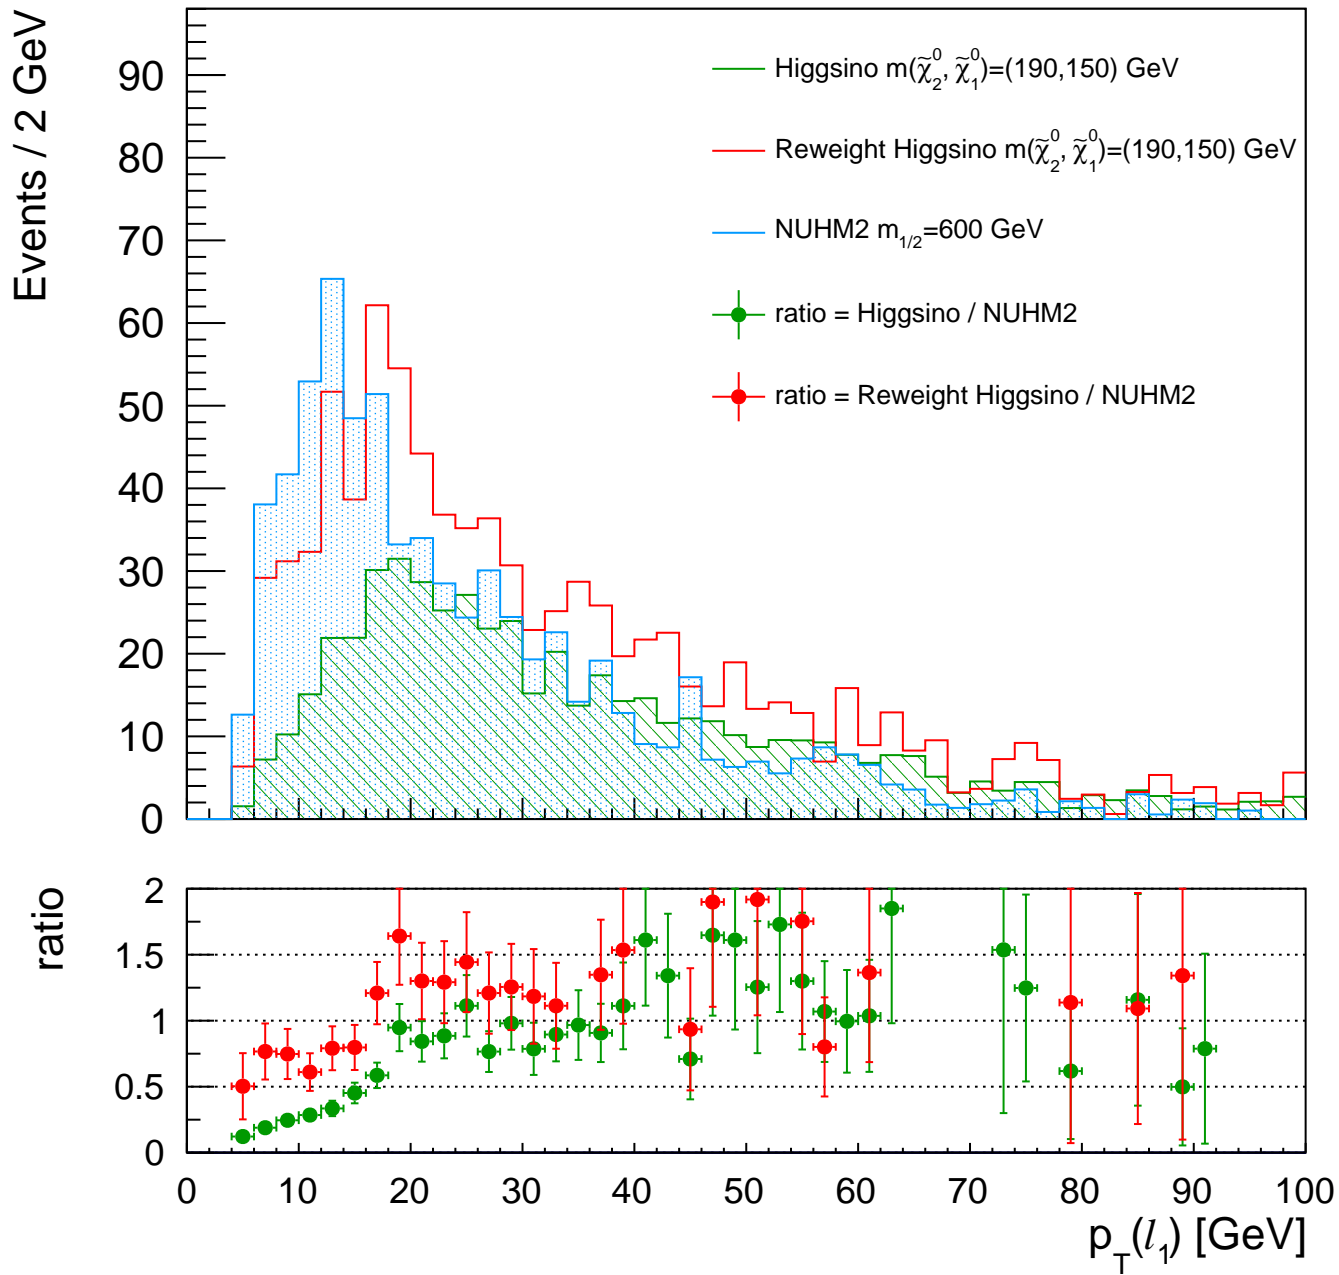 Events / 2 GeV
90
80
70
60
50
40
30
20
10
0
Higgsino m(χ̃₂⁰, χ̃₁⁰)=(190,150) GeV
Reweight Higgsino m(χ̃₂⁰, χ̃₁⁰)=(190,150) GeV
NUHM2 m₁/₂=600 GeV
ratio = Higgsino / NUHM2
ratio = Reweight Higgsino / NUHM2
ratio
2
1.5
1
0.5
0
0 10 20 30 40 50 60 70 80 90 100
p_T(l₁) [GeV]